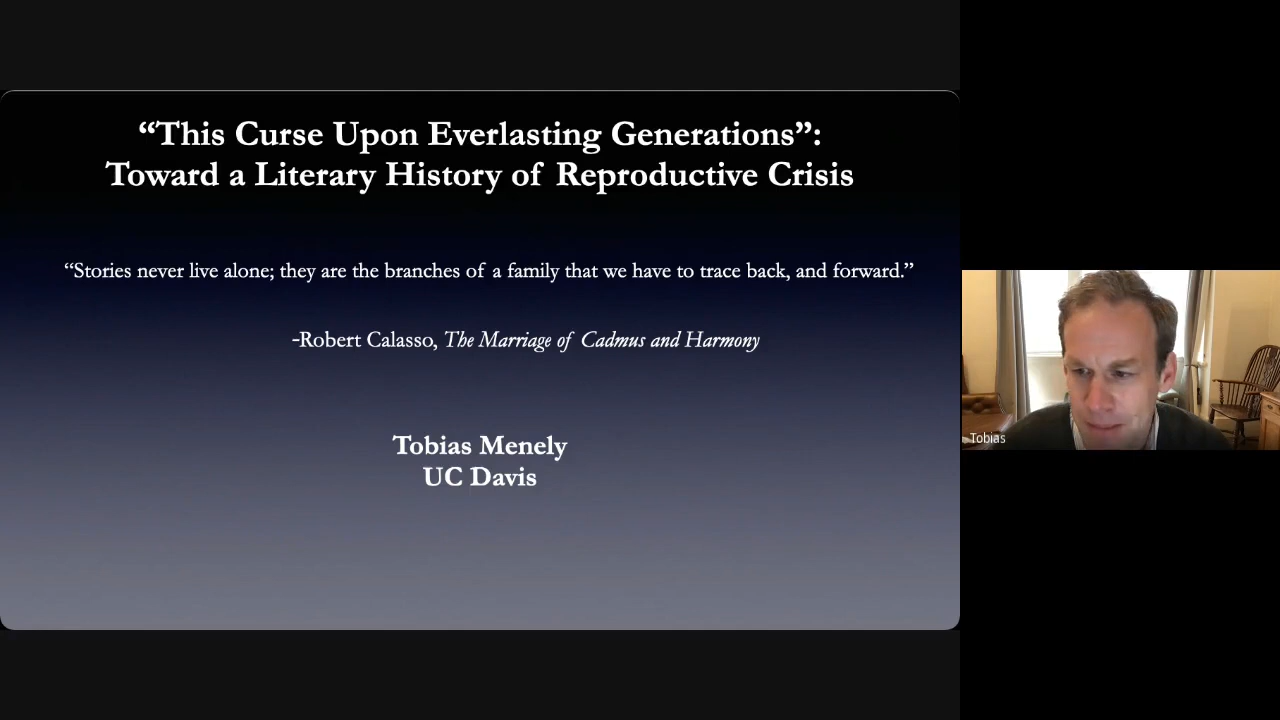 “This Curse Upon Everlasting Generations”:
Toward a Literary History of Reproductive Crisis
“Stories never live alone; they are the branches of a family that we have to trace back, and forward.”
-Robert Calasso, The Marriage of Cadmus and Harmony
Tobias Menely
UC Davis
Tobias